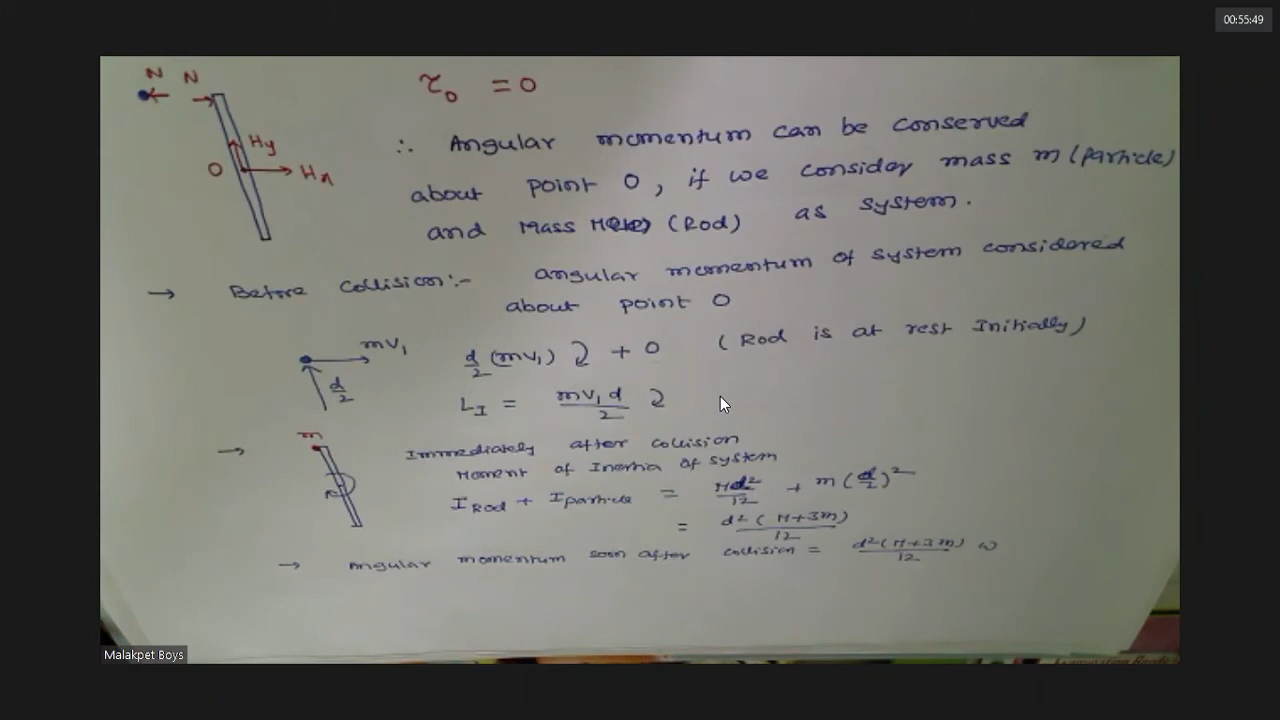 00:55:49
N N
τ₀ = 0
Hy
O
∴ Angular momentum can be conserved
about point O, if we consider mass m (particle)
and Mass M (Rod) as system.
→ Before collision:- angular momentum of system considered
about point O
mv₁
d/2
d/2 (mv₁) ⤸ + 0 (Rod is at rest Initially)
L_I = mv₁d/2 ⤸
→ m
Immediately after collision
Moment of Inertia of system
I Rod + I particle = Md²/12 + m(d/2)²
= d²(M+3m)/12
→ Angular momentum soon after collision = d²(M+3m)/12 ω
Malakpet Boys